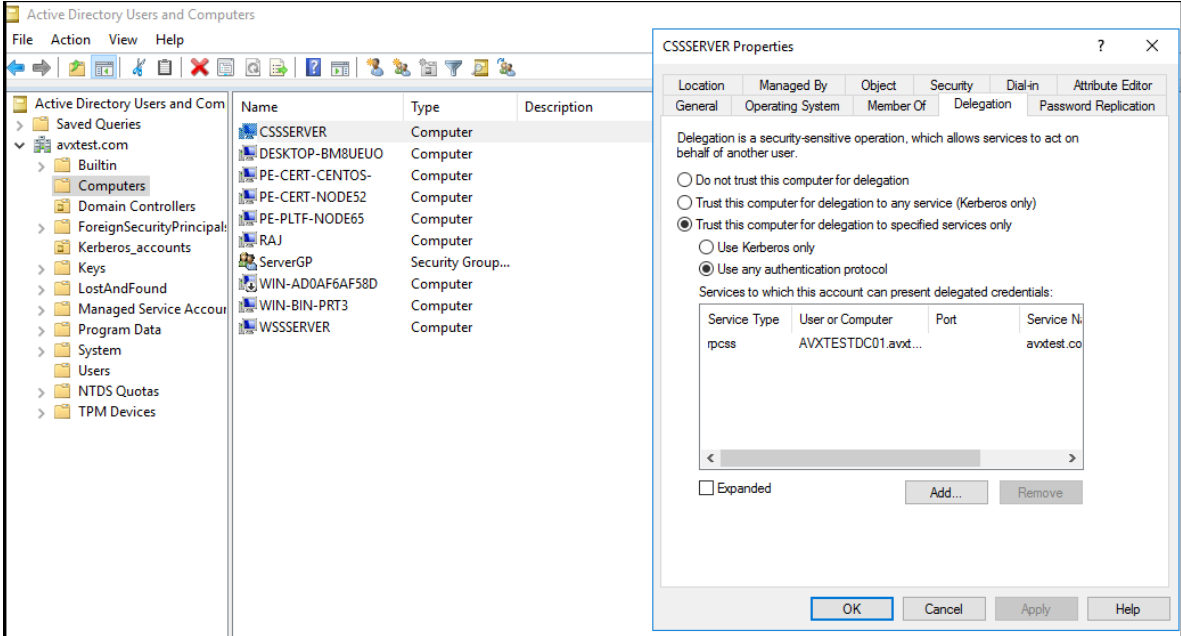 Active Directory Users and Computers
File Action View Help
Active Directory Users and Com
Saved Queries
avxtest.com
Builtin
Computers
Domain Controllers
ForeignSecurityPrincipals
Kerberos_accounts
Keys
LostAndFound
Managed Service Accour
Program Data
System
Users
NTDS Quotas
TPM Devices
Name Type Description
CSSSERVER Computer
DESKTOP-BM8UEUO Computer
PE-CERT-CENTOS- Computer
PE-CERT-NODE52 Computer
PE-PLTF-NODE65 Computer
RAJ Computer
ServerGP Security Group...
WIN-AD0AF6AF58D Computer
WIN-BIN-PRT3 Computer
WSSSERVER Computer
CSSSERVER Properties
? ×
Location Managed By Object Security Dial-in Attribute Editor
General Operating System Member Of Delegation Password Replication
Delegation is a security-sensitive operation, which allows services to act on
behalf of another user.
Do not trust this computer for delegation
Trust this computer for delegation to any service (Kerberos only)
Trust this computer for delegation to specified services only
Use Kerberos only
Use any authentication protocol
Services to which this account can present delegated credentials:
Service Type User or Computer Port Service Na
rpcss AVXTESTDC01.avxt... avxtest.co
Expanded
Add... Remove
OK Cancel Apply Help